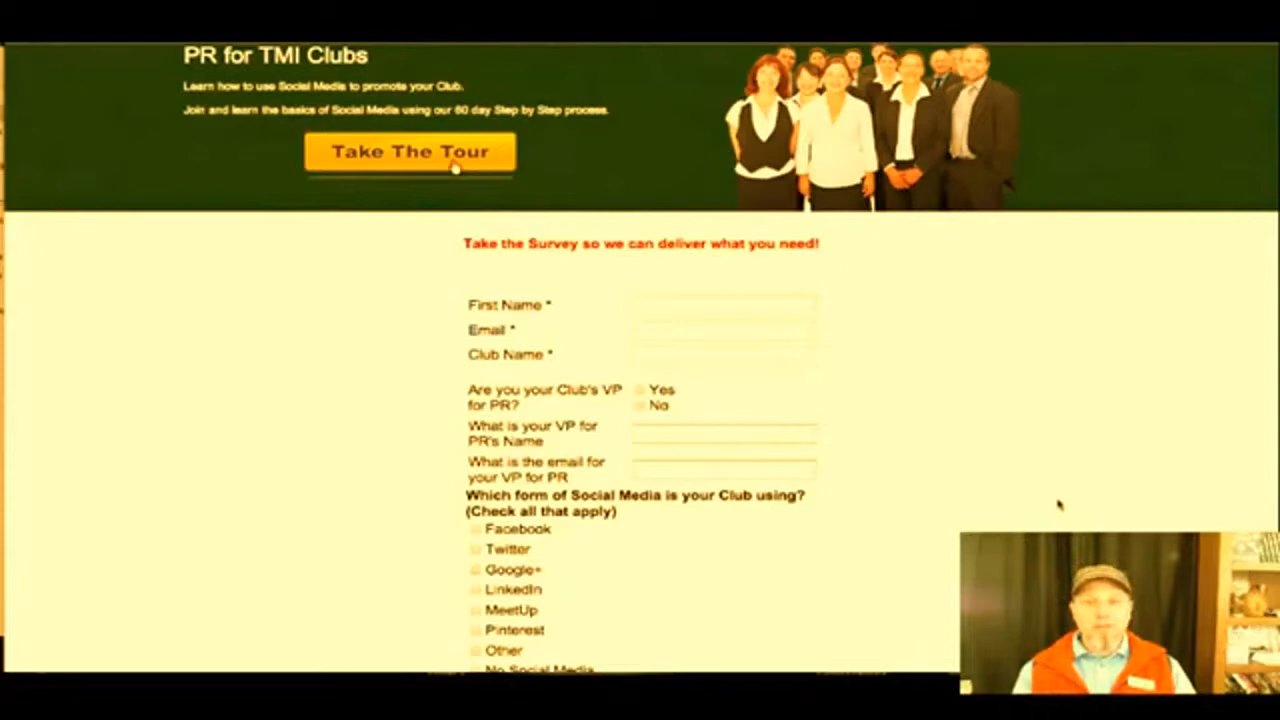 PR for TMI Clubs
Learn how to use Social Media to promote your Club.
Join and learn the basics of Social Media using our 60 day Step by Step process.
Take The Tour
Take the Survey so we can deliver what you need!
First Name *
Email *
Club Name *
Are you your Club's VP
for PR?
Yes
No
What is your VP for
PR's Name
What is the email for
your VP for PR
Which form of Social Media is your Club using?
(Check all that apply)
Facebook
Twitter
Google+
LinkedIn
MeetUp
Pinterest
Other
No Social Media